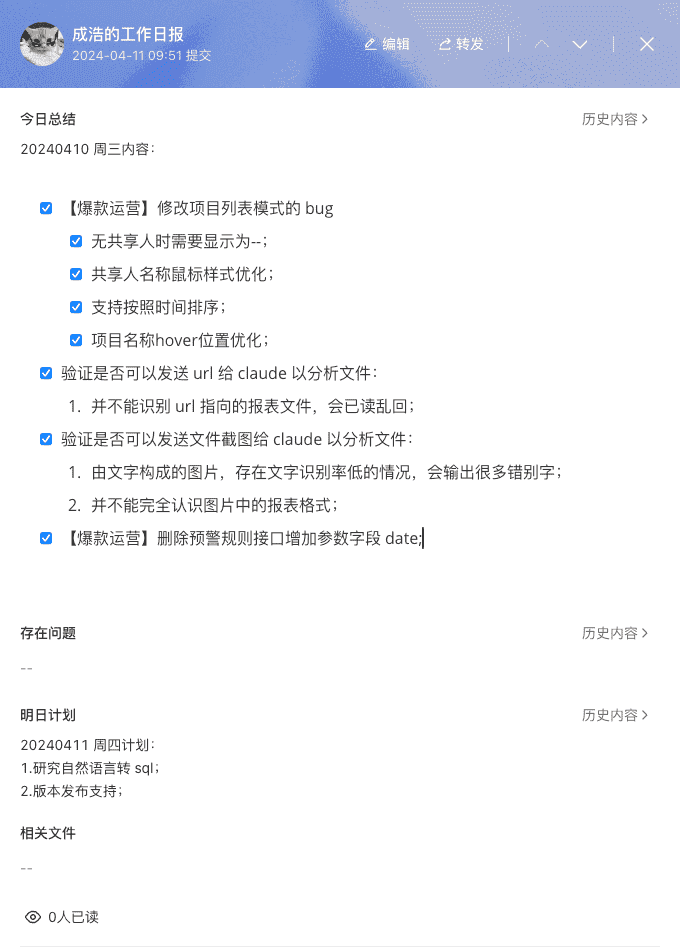 成浩的工作日报
2024-04-11 09:51 提交
编辑 转发
今日总结 历史内容
20240410 周三内容：
【爆款运营】修改项目列表模式的 bug
无共享人时需要显示为--；
共享人名称鼠标样式优化；
支持按照时间排序；
项目名称hover位置优化；
验证是否可以发送 url 给 claude 以分析文件：
1. 并不能识别 url 指向的报表文件，会已读乱回；
验证是否可以发送文件截图给 claude 以分析文件：
1. 由文字构成的图片，存在文字识别率低的情况，会输出很多错别字；
2. 并不能完全认识图片中的报表格式；
【爆款运营】删除预警规则接口增加参数字段 date;
存在问题 历史内容
--
明日计划 历史内容
20240411 周四计划：
1.研究自然语言转 sql；
2.版本发布支持；
相关文件
--
0人已读